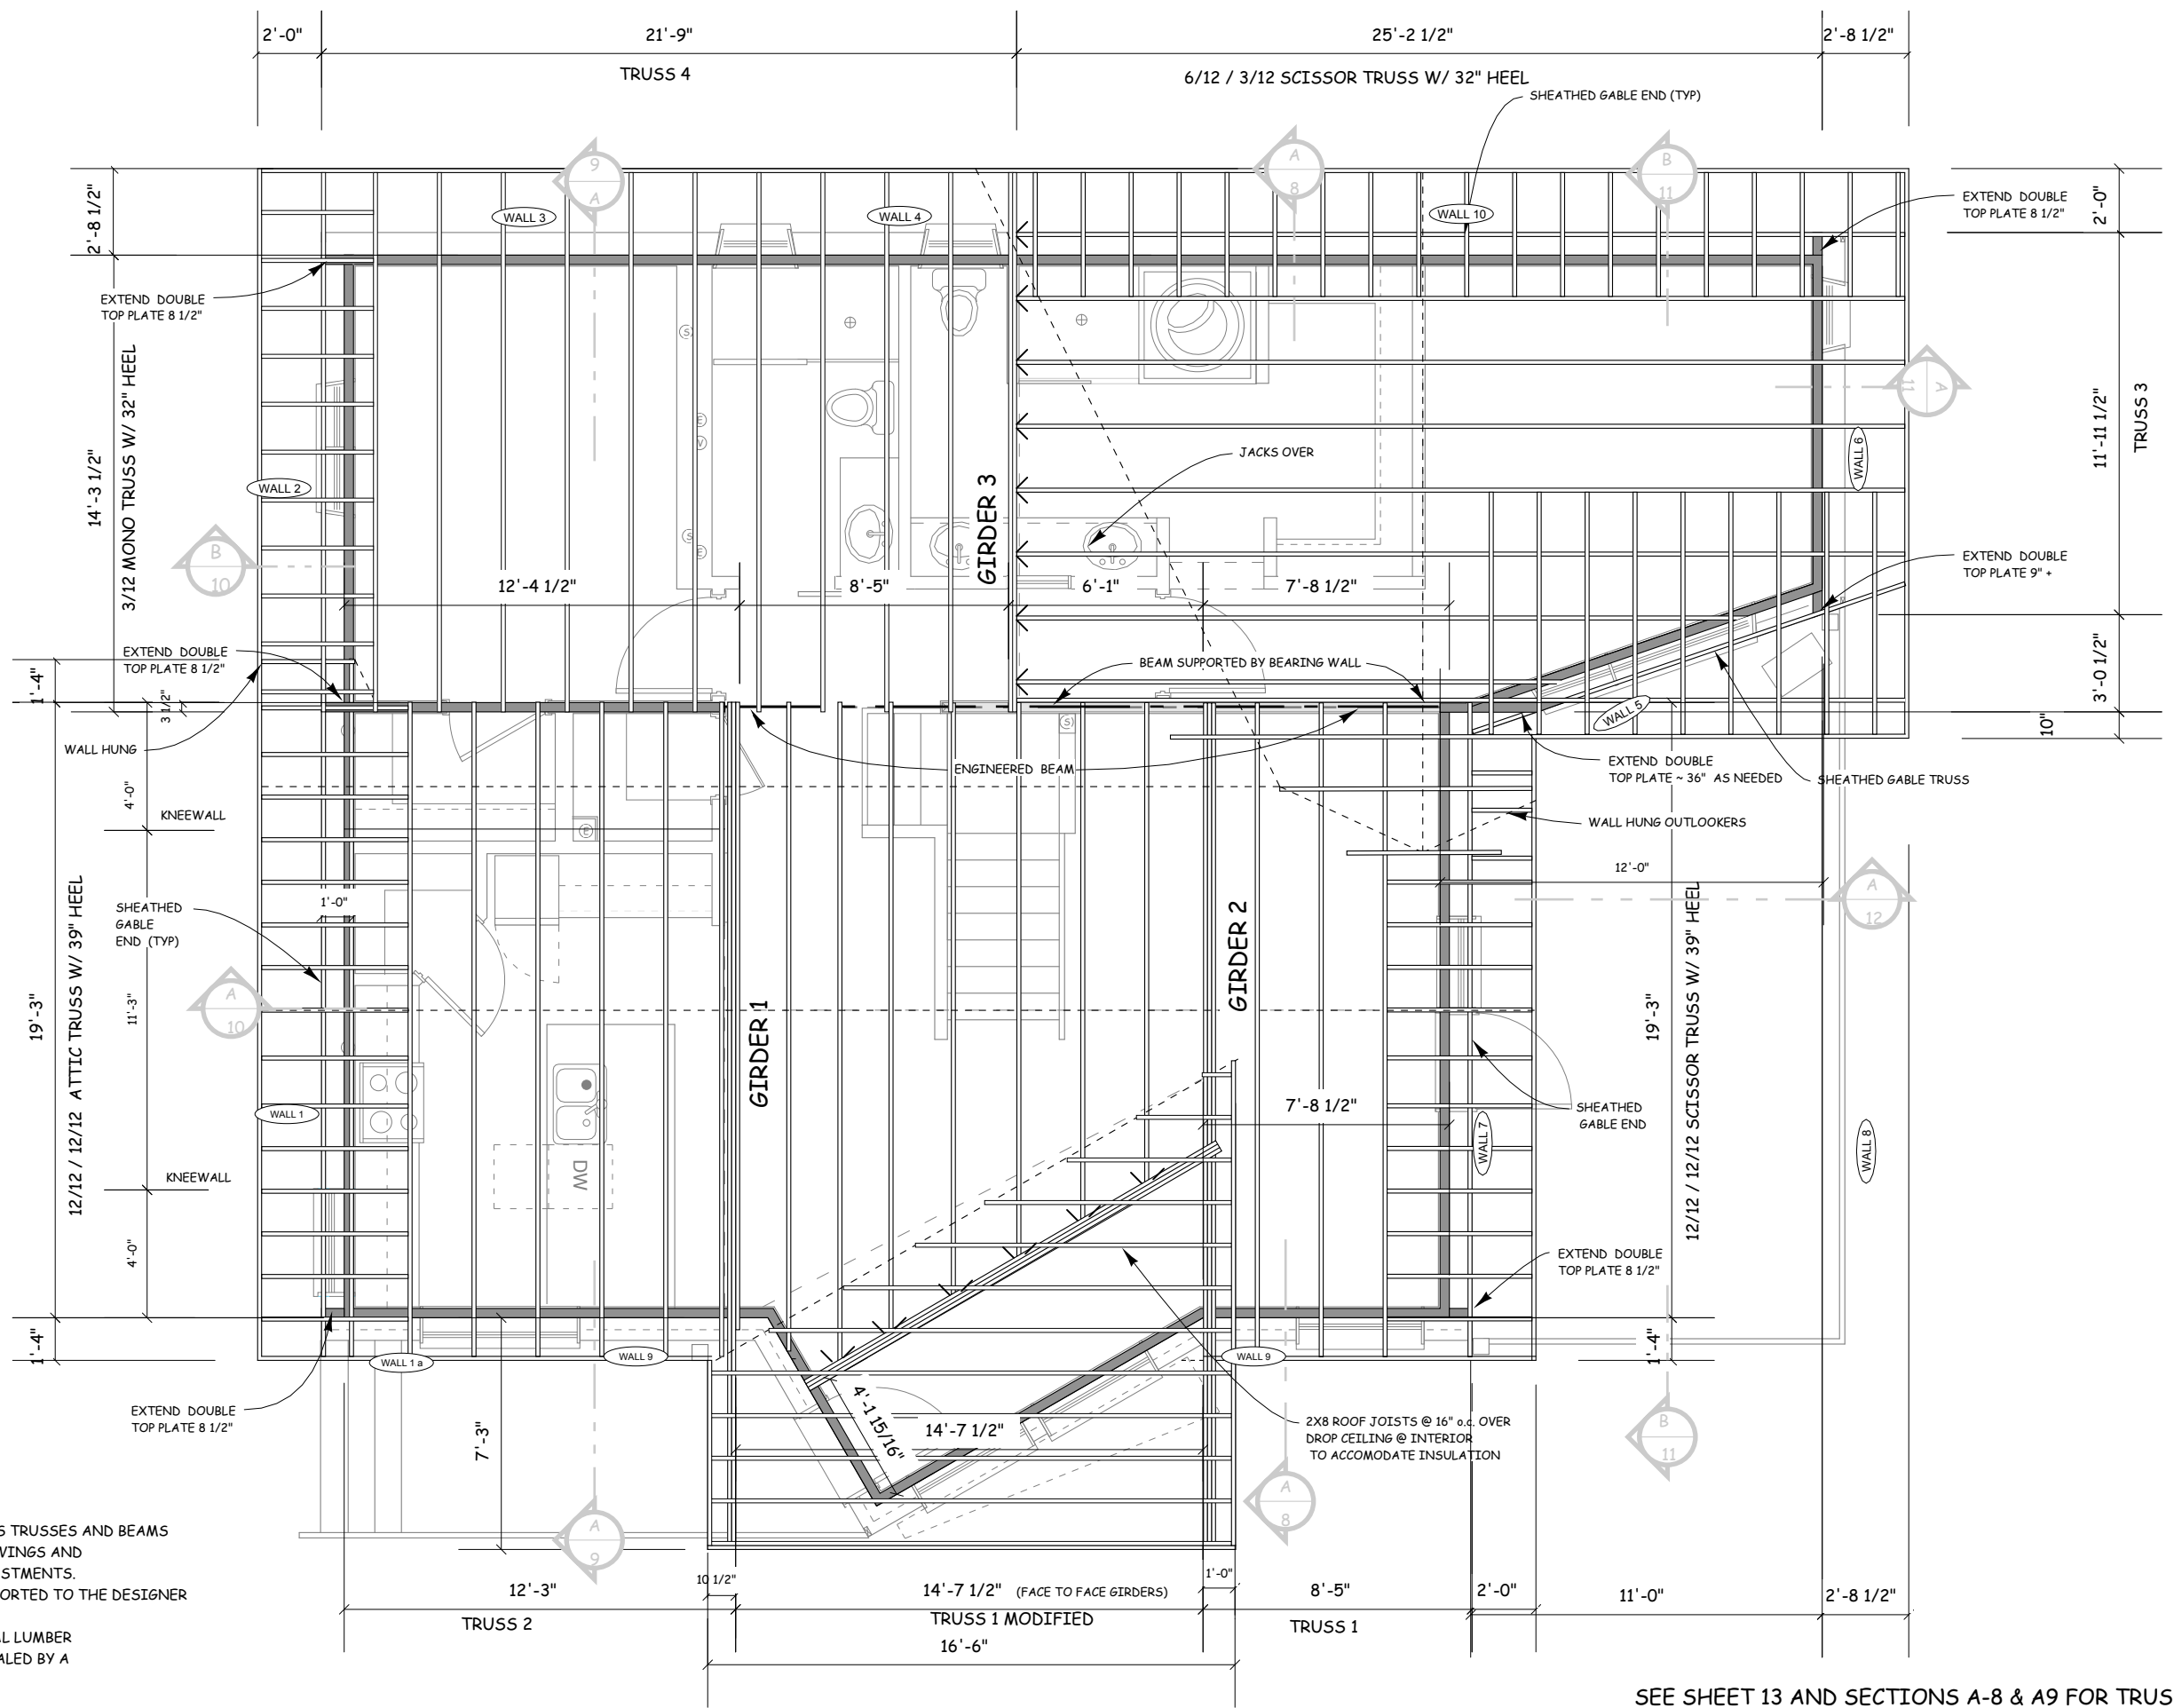 2'-0"
21'-9"
25'-2 1/2"
2'-8 1/2"
TRUSS 4
6/12 / 3/12 SCISSOR TRUSS W/ 32" HEEL
SHEATHED GABLE END (TYP)
9
A
A
8
B
11
WALL 3
WALL 4
WALL 10
2'-8 1/2"
EXTEND DOUBLE
TOP PLATE 8 1/2"
2'-0"
EXTEND DOUBLE
TOP PLATE 8 1/2"
14'-3 1/2"
3/12 MONO TRUSS W/ 32" HEEL
WALL 2
S
E
V
S
E
JACKS OVER
GIRDER 3
A
11
WALL 6
11'-11 1/2"
TRUSS 3
B
10
12'-4 1/2"
8'-5"
6'-1"
7'-8 1/2"
EXTEND DOUBLE
TOP PLATE 9" +
EXTEND DOUBLE
TOP PLATE 8 1/2"
1'-4"
3 1/2"
BEAM SUPPORTED BY BEARING WALL
3'-0 1/2"
10"
WALL 5
(S)
WALL HUNG
ENGINEERED BEAM
EXTEND DOUBLE
TOP PLATE ~ 36" AS NEEDED
SHEATHED GABLE TRUSS
4'-0"
KNEEWALL
E
WALL HUNG OUTLOOKERS
12'-0"
A
12
SHEATHED
GABLE
END (TYP)
1'-0"
GIRDER 2
19'-3"
12/12 / 12/12 ATTIC TRUSS W/ 39" HEEL
11'-3"
A
10
GIRDER 1
19'-3"
12/12 / 12/12 SCISSOR TRUSS W/ 39" HEEL
WALL 1
7'-8 1/2"
SHEATHED
GABLE END
WALL 7
WALL 8
DW
KNEEWALL
4'-0"
EXTEND DOUBLE
TOP PLATE 8 1/2"
1'-4"
WALL 1 a
WALL 9
WALL 9
1'-4"
EXTEND DOUBLE
TOP PLATE 8 1/2"
7'-3"
4'-1 15/16"
14'-7 1/2"
2X8 ROOF JOISTS @ 16" o.c. OVER
DROP CEILING @ INTERIOR
TO ACCOMODATE INSULATION
B
11
A
8
A
9
S TRUSSES AND BEAMS
WINGS AND
STMENTS.
ORTED TO THE DESIGNER
AL LUMBER
ALED BY A
12'-3"
10 1/2"
14'-7 1/2" (FACE TO FACE GIRDERS)
1'-0"
8'-5"
2'-0"
11'-0"
2'-8 1/2"
TRUSS 2
TRUSS 1 MODIFIED
TRUSS 1
16'-6"
SEE SHEET 13 AND SECTIONS A-8 & A9 FOR TRUS